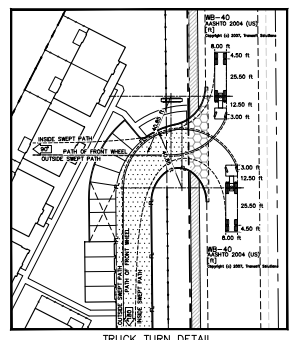 WB-40
AASHTO 2004 (US)
[ft]
Copyright (c) 2007, Transoft Solutions
8.00 ft
4.50 ft
25.50 ft
12.50 ft
3.00 ft
INSIDE SWEPT PATH
90°
PATH OF FRONT WHEEL
OUTSIDE SWEPT PATH
3.00 ft
12.50 ft
25.50 ft
4.50 ft
8.00 ft
WB-40
AASHTO 2004 (US)
[ft]
Copyright (c) 2007, Transoft Solutions
OUTSIDE SWEPT PATH
PATH OF FRONT WHEEL
INSIDE SWEPT PATH
TRUCK TURN DETAIL